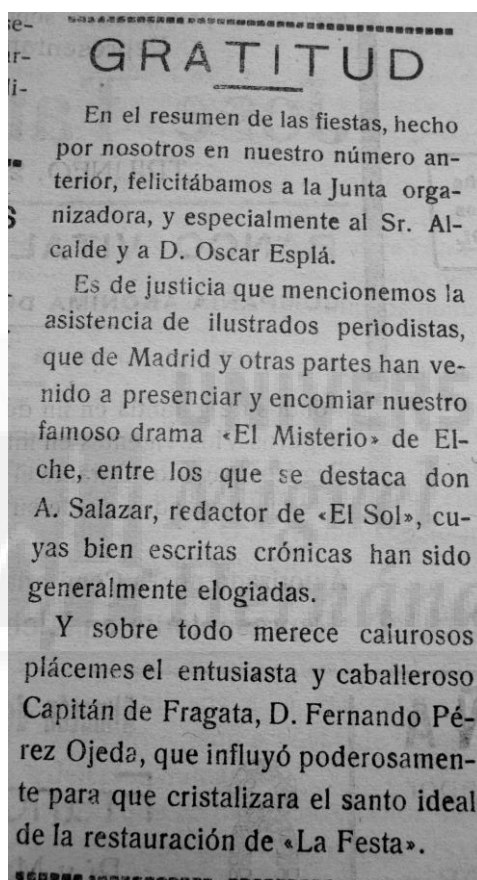 GRATITUD
En el resumen de las fiestas, hecho
por nosotros en nuestro número an-
terior, felicitábamos a la Junta orga-
nizadora, y especialmente al Sr. Al-
calde y a D. Oscar Esplá.
Es de justicia que mencionemos la
asistencia de ilustrados periodistas,
que de Madrid y otras partes han ve-
nido a presenciar y encomiar nuestro
famoso drama «El Misterio» de El-
che, entre los que se destaca don
A. Salazar, redactor de «El Sol», cu-
yas bien escritas crónicas han sido
generalmente elogiadas.
Y sobre todo merece calurosos
plácemes el entusiasta y caballeroso
Capitán de Fragata, D. Fernando Pé-
rez Ojeda, que influyó poderosamen-
te para que cristalizara el santo ideal
de la restauración de «La Festa».